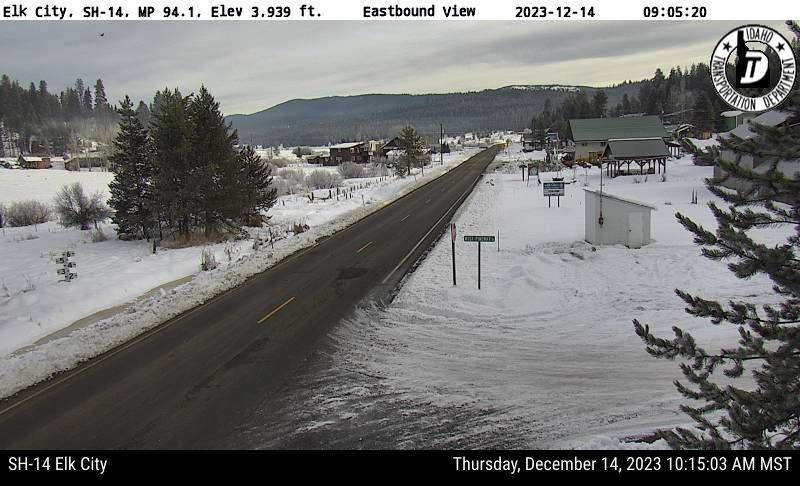 Elk City, SH-14, MP 94.1, Elev 3,939 ft. Eastbound View 2023-12-14 09:05:20
IDAHO
TRANSPORTATION DEPARTMENT
SH-14 Elk City Thursday, December 14, 2023 10:15:03 AM MST